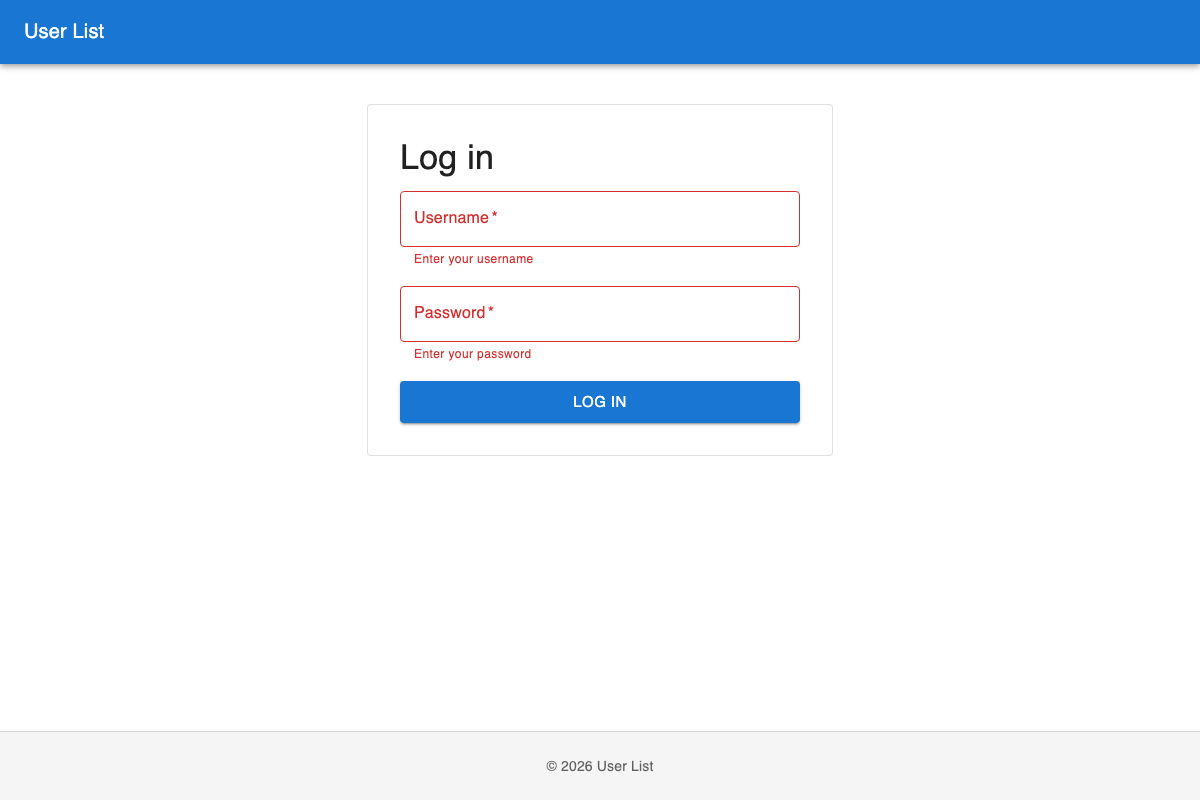 User List
Log in
Username *
Enter your username
Password *
Enter your password
LOG IN
© 2026 User List